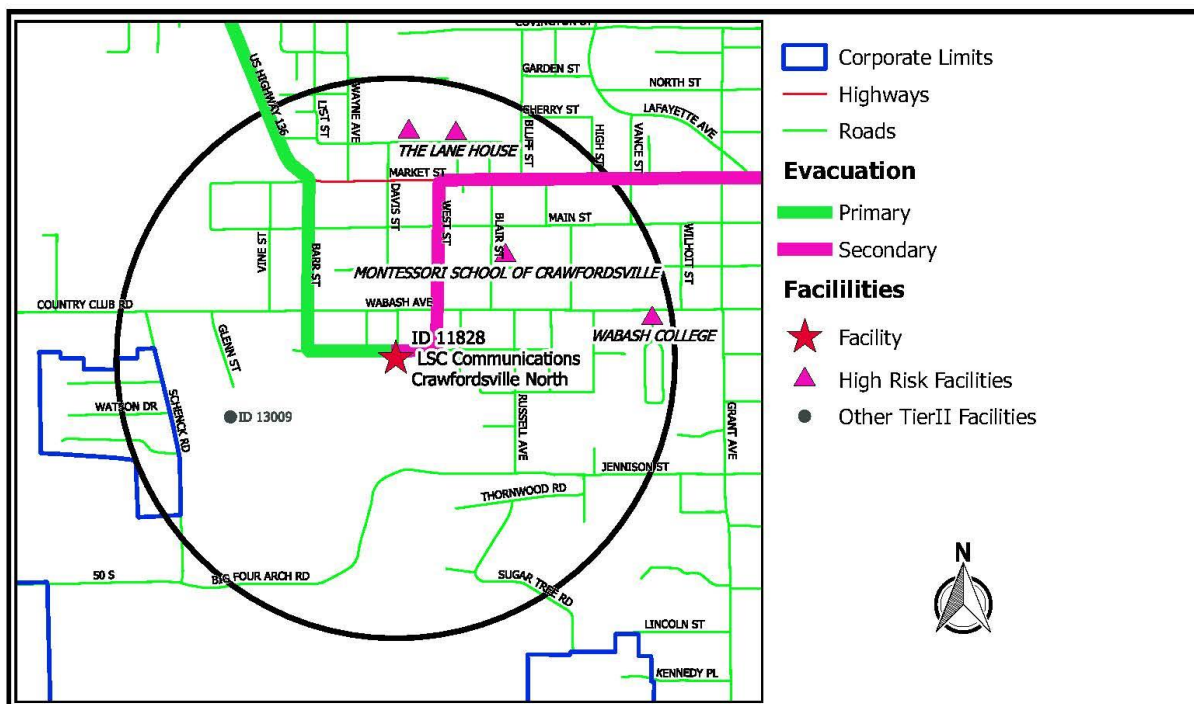 COVINGTON ST
GARDEN ST
NORTH ST
US HIGHWAY 136
LYST ST
WAYNE AVE
SHERRY ST
LAFAYETTE AVE
BLUFF ST
HIGH ST
VANCE ST
THE LANE HOUSE
MARKET ST
DAVIS ST
WEST ST
BLAIR ST
MAIN ST
WILHOIT ST
VINE ST
BARR ST
MONTESSORI SCHOOL OF CRAWFORDSVILLE
COUNTRY CLUB RD
WABASH AVE
GLENN ST
ID 11828
LSC Communications
Crawfordsville North
WABASH COLLEGE
WATSON DR
SCHENCK RD
ID 13009
RUSSELL AVE
GRANT AVE
JENNISON ST
THORNWOOD RD
50 S
BIG FOUR ARCH RD
SUGAR TREE RD
LINCOLN ST
KENNEDY PL
Corporate Limits
Highways
Roads
Evacuation
Primary
Secondary
Facililities
Facility
High Risk Facilities
Other TierII Facilities
N